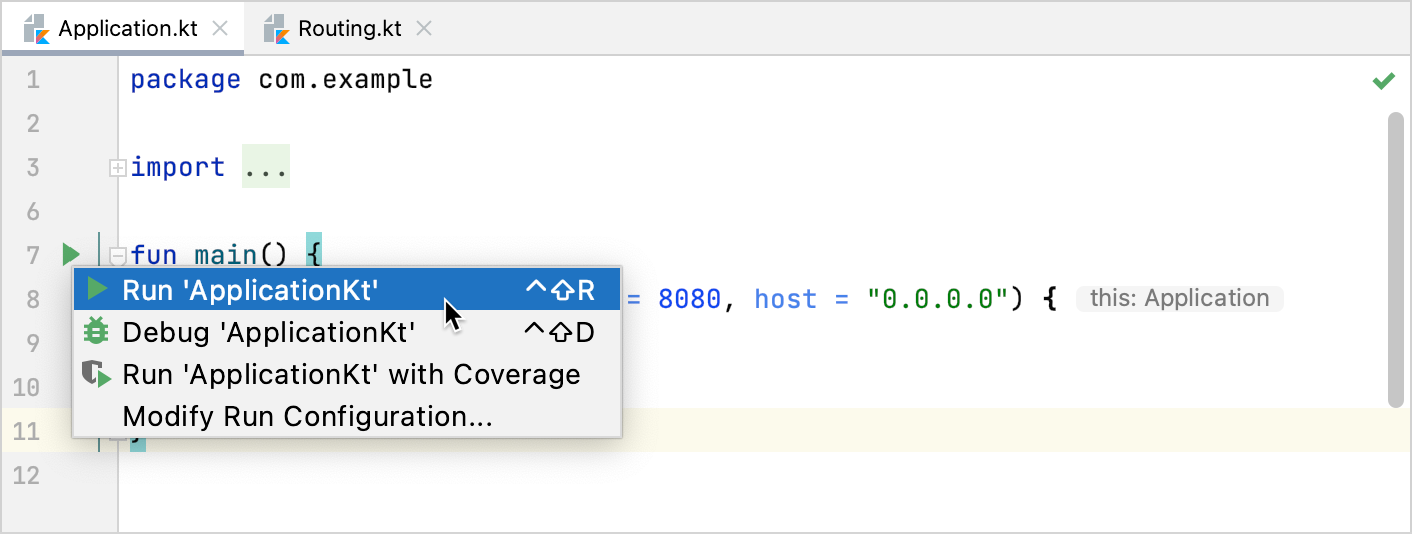 Application.kt Routing.kt
1 package com.example
2
3 import ...
6
7 fun main() {
Run 'ApplicationKt' ^⇧R
8 = 8080, host = "0.0.0.0") { this: Application
Debug 'ApplicationKt' ^⇧D
9
Run 'ApplicationKt' with Coverage
10
Modify Run Configuration...
11 }
12